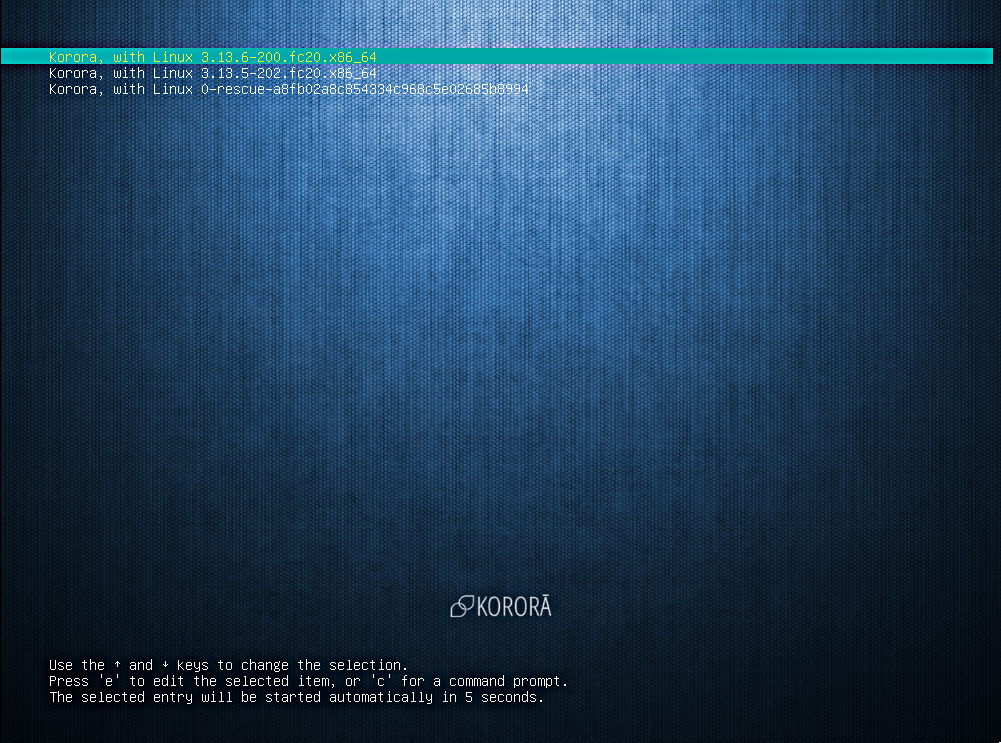 Korora, with Linux 3.13.6-200.fc20.x86_64
Korora, with Linux 3.13.5-202.fc20.x86_64
Korora, with Linux 0-rescue-a8fb02a8c854334c968c5e02685b8994
KORORĀ
Use the ↑ and ↓ keys to change the selection.
Press 'e' to edit the selected item, or 'c' for a command prompt.
The selected entry will be started automatically in 5 seconds.